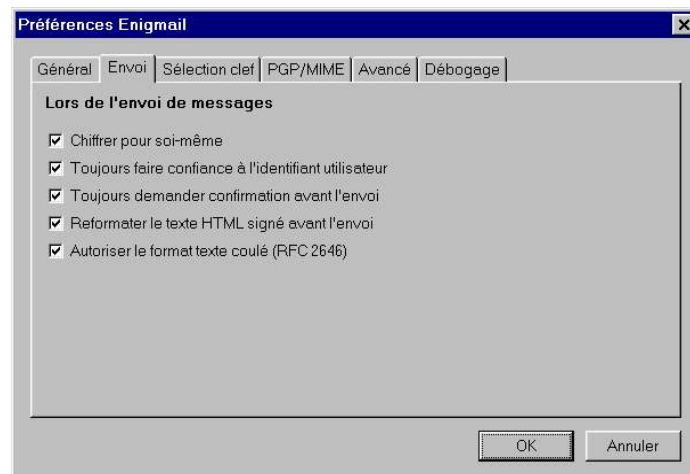 Préférences Enigmail
Général Envoi Sélection clef PGP/MIME Avancé Débogage
Lors de l'envoi de messages
Chiffrer pour soi-même
Toujours faire confiance à l'identifiant utilisateur
Toujours demander confirmation avant l'envoi
Reformater le texte HTML signé avant l'envoi
Autoriser le format texte coulé (RFC 2646)
OK Annuler